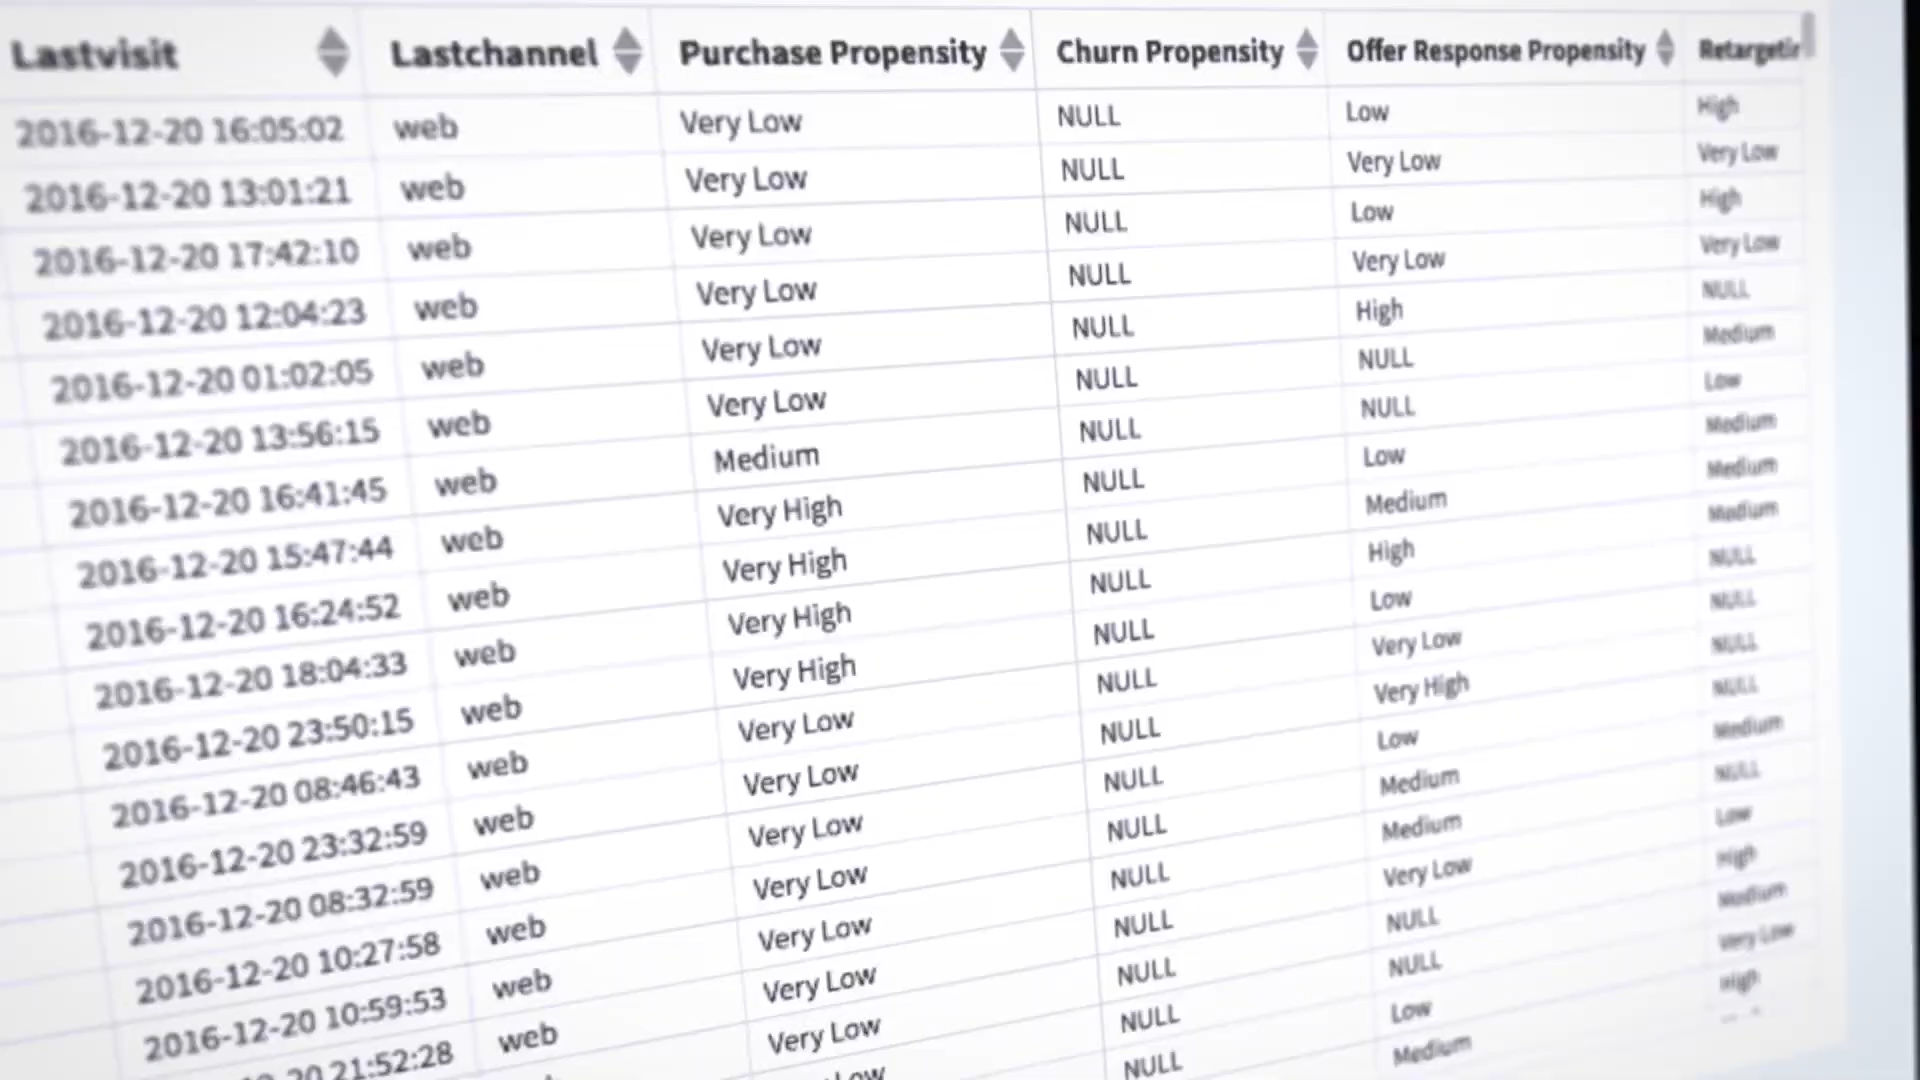 Lastvisit Lastchannel Purchase Propensity Churn Propensity Offer Response Propensity
2016-12-20 16:05:02 web Very Low NULL Low High
2016-12-20 13:01:21 web Very Low NULL Very Low Very Low
2016-12-20 17:42:10 web Very Low NULL Low High
2016-12-20 12:04:23 web Very Low NULL Very Low Very Low
2016-12-20 01:02:05 web Very Low NULL High NULL
2016-12-20 13:56:15 web Very Low NULL NULL Medium
2016-12-20 16:41:45 web Medium NULL NULL Low
2016-12-20 15:47:44 web Very High NULL Low Medium
2016-12-20 16:24:52 web Very High NULL Medium Medium
2016-12-20 18:04:33 web Very High NULL High Medium
2016-12-20 23:50:15 web Very High NULL Low NULL
2016-12-20 08:46:43 web Very Low NULL Very Low NULL
2016-12-20 23:32:59 web Very Low NULL Very High NULL
2016-12-20 08:32:59 web Very Low NULL Low NULL
2016-12-20 10:27:58 web Very Low NULL Medium Medium
2016-12-20 10:59:53 web Very Low NULL Medium NULL
21:52:28 web Very Low NULL Very Low Low
Very Low NULL NULL High
Low NULL NULL Medium
NULL Low Very Low
Medium High